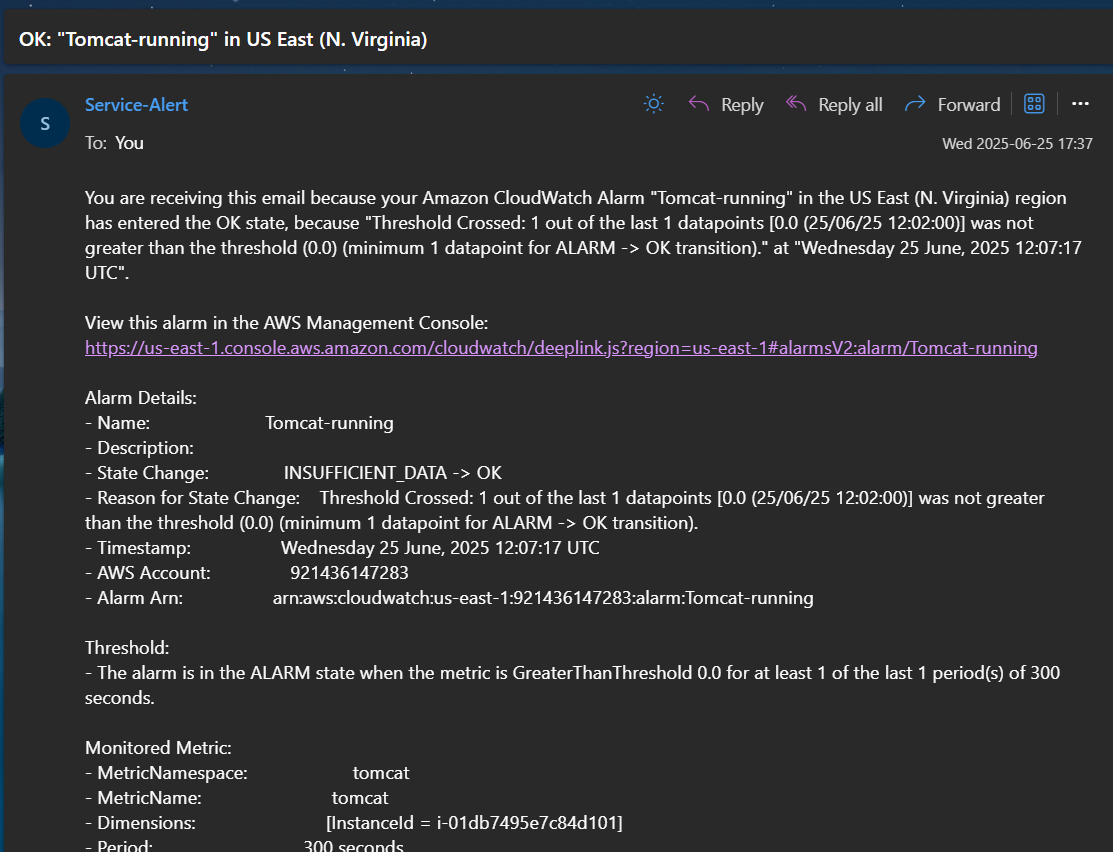 OK: "Tomcat-running" in US East (N. Virginia)
S
Service-Alert
Reply
Reply all
Forward
To: You
Wed 2025-06-25 17:37
You are receiving this email because your Amazon CloudWatch Alarm "Tomcat-running" in the US East (N. Virginia) region
has entered the OK state, because "Threshold Crossed: 1 out of the last 1 datapoints [0.0 (25/06/25 12:02:00)] was not
greater than the threshold (0.0) (minimum 1 datapoint for ALARM -> OK transition)." at "Wednesday 25 June, 2025 12:07:17
UTC".
View this alarm in the AWS Management Console:
https://us-east-1.console.aws.amazon.com/cloudwatch/deeplink.js?region=us-east-1#alarmsV2:alarm/Tomcat-running
Alarm Details:
- Name: Tomcat-running
- Description:
- State Change: INSUFFICIENT_DATA -> OK
- Reason for State Change: Threshold Crossed: 1 out of the last 1 datapoints [0.0 (25/06/25 12:02:00)] was not greater
than the threshold (0.0) (minimum 1 datapoint for ALARM -> OK transition).
- Timestamp: Wednesday 25 June, 2025 12:07:17 UTC
- AWS Account: 921436147283
- Alarm Arn: arn:aws:cloudwatch:us-east-1:921436147283:alarm:Tomcat-running
Threshold:
- The alarm is in the ALARM state when the metric is GreaterThanThreshold 0.0 for at least 1 of the last 1 period(s) of 300
seconds.
Monitored Metric:
- MetricNamespace: tomcat
- MetricName: tomcat
- Dimensions: [InstanceId = i-01db7495e7c84d101]
- Period: 300 seconds